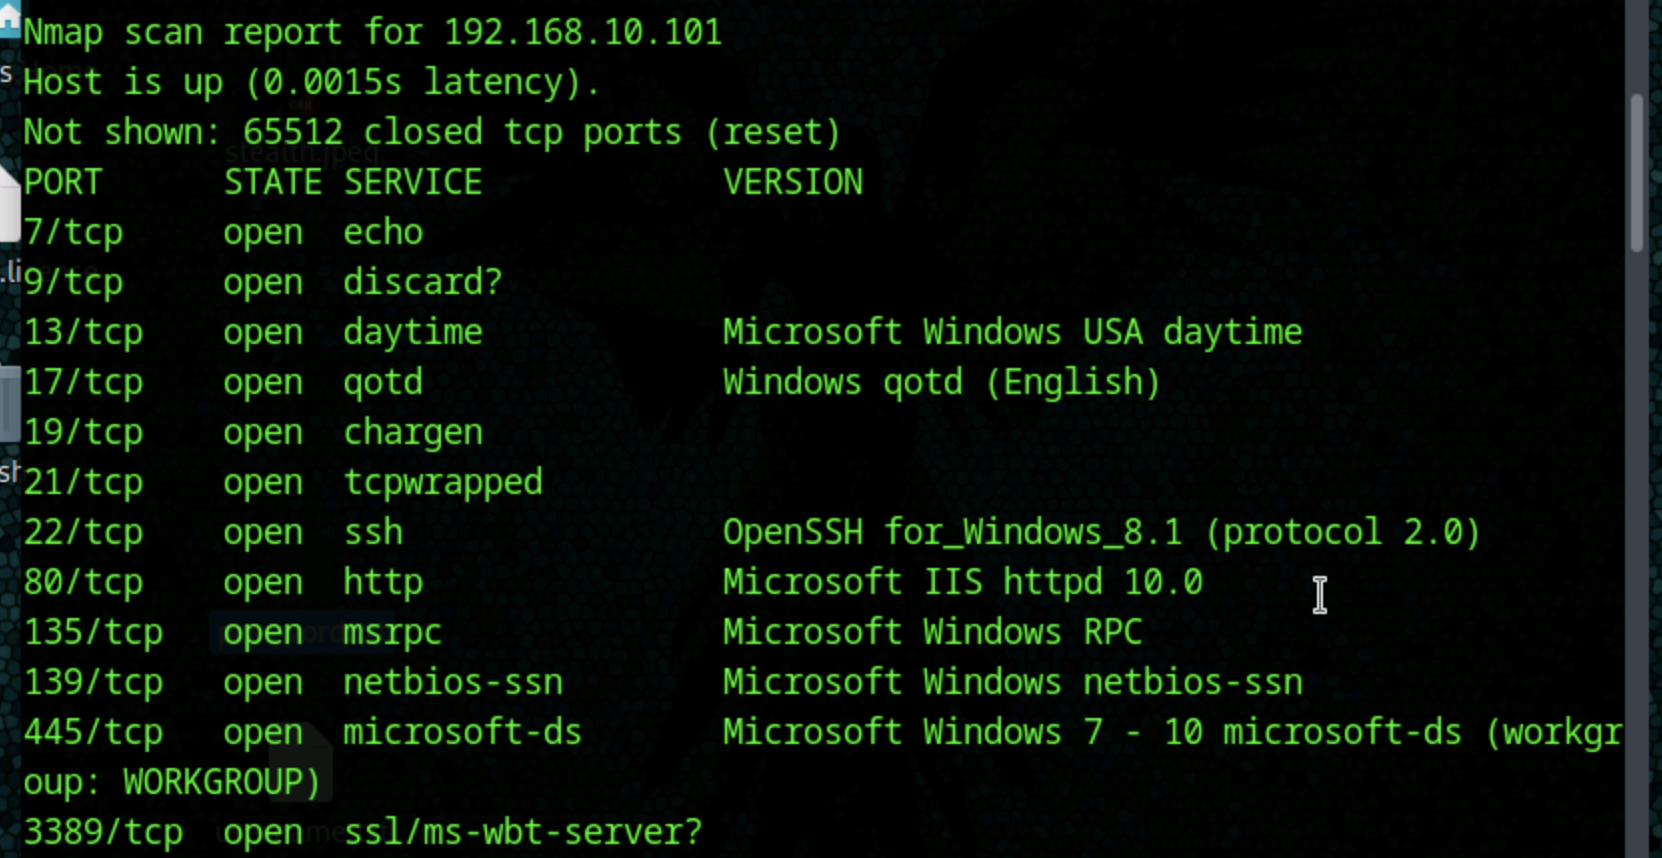 Nmap scan report for 192.168.10.101
Host is up (0.0015s latency).
Not shown: 65512 closed tcp ports (reset)
stealth.jpeg
PORT      STATE SERVICE            VERSION
7/tcp     open  echo
9/tcp     open  discard?
13/tcp    open  daytime            Microsoft Windows USA daytime
17/tcp    open  qotd               Windows qotd (English)
19/tcp    open  chargen
21/tcp    open  tcpwrapped
22/tcp    open  ssh                OpenSSH for_Windows_8.1 (protocol 2.0)
80/tcp    open  http               Microsoft IIS httpd 10.0
135/tcp   open  msrpc              Microsoft Windows RPC
139/tcp   open  netbios-ssn        Microsoft Windows netbios-ssn
445/tcp   open  microsoft-ds       Microsoft Windows 7 - 10 microsoft-ds (workgr
oup: WORKGROUP)
3389/tcp  open  ssl/ms-wbt-server?